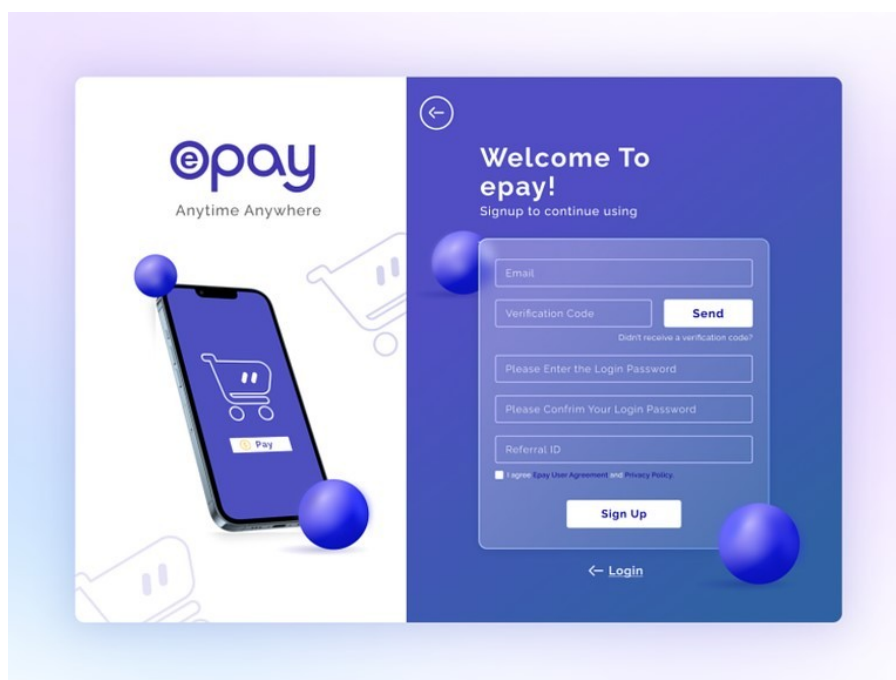 epay
Anytime Anywhere
Pay
Welcome To
epay!
Signup to continue using
Email
Verification Code
Send
Didn't receive a verification code?
Please Enter the Login Password
Please Confrim Your Login Password
Referral ID
I agree Epay User Agreement and Privacy Policy.
Sign Up
Login